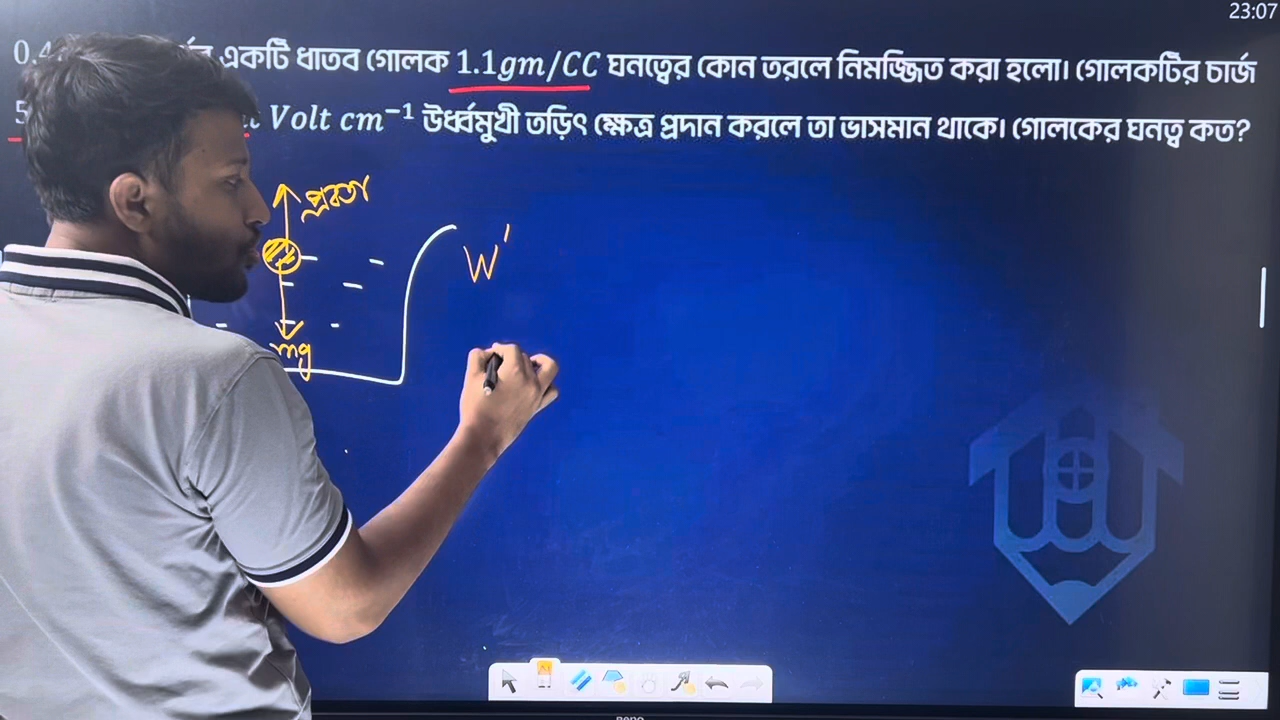 23:07
0.4 একটি ধাতব গোলক 1.1gm/CC ঘনত্বের কোন তরলে নিমজ্জিত করা হলো। গোলকটির চার্জ
5 Volt cm⁻¹ উর্ধ্বমুখী তড়িৎ ক্ষেত্র প্রদান করলে তা ভাসমান থাকে। গোলকের ঘনত্ব কত?
প্লবতা
W'
mg